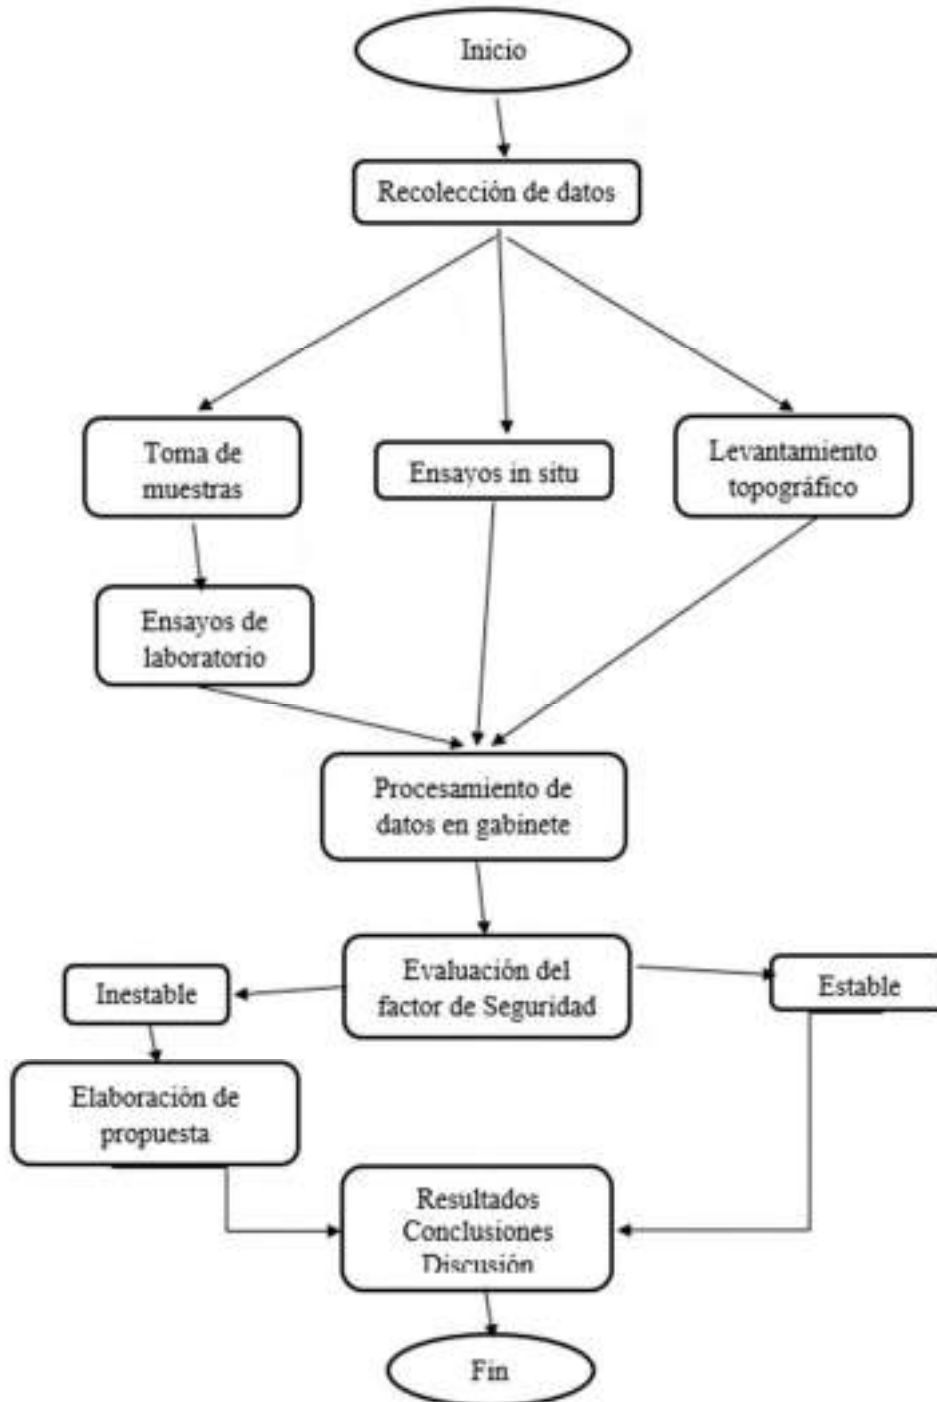 Inicio
Recolección de datos
Toma de
muestras
Ensayos in situ
Levantamiento
topográfico
Ensayos de
laboratorio
Procesamiento de
datos en gabinete
Evaluación del
factor de Seguridad
Inestable
Estable
Elaboración de
propuesta
Resultados
Conclusiones
Discusión
Fin